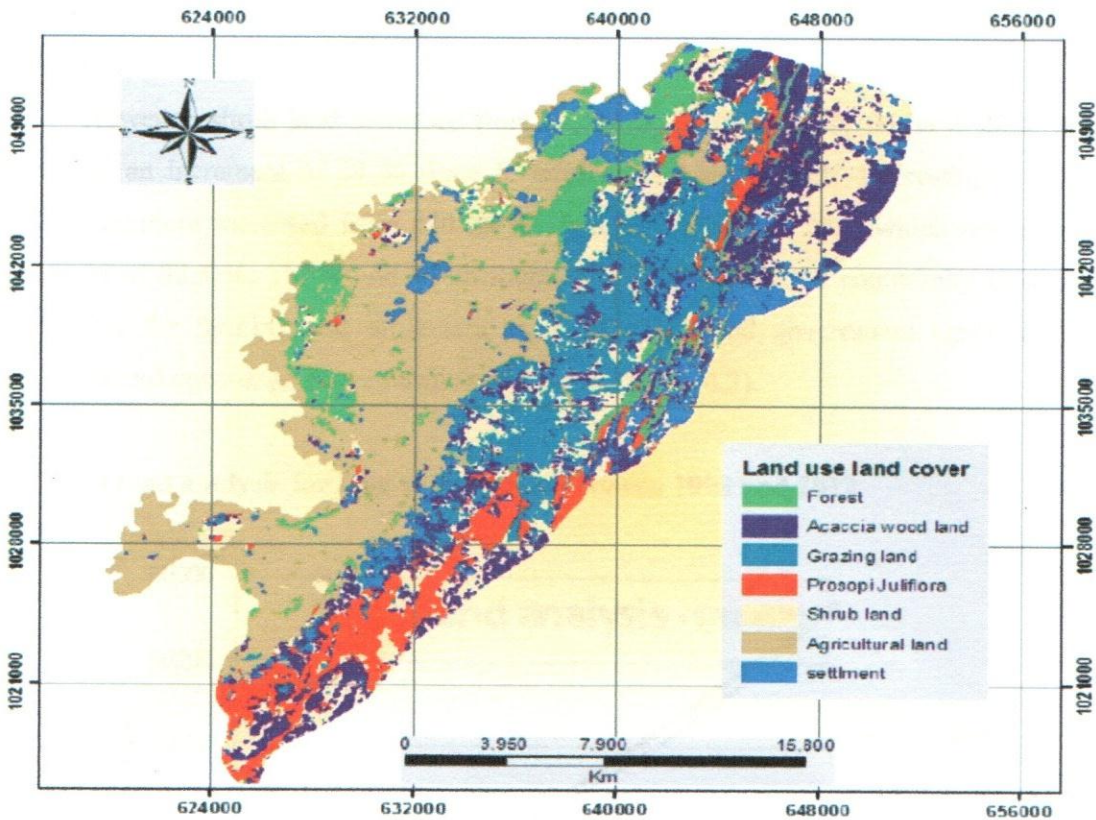 624000 632000 640000 648000 656000
1049000 1049000
1042000 1042000
1035000 1035000
1028000
1021000 1021000
Land use land cover
Forest
Acaccia wood land
Grazing land
Prosopi Juliflora
Shrub land
Agricultural land
settlment
0 3.950 7.900 15.800
Km
624000 632000 640000 648000 656000